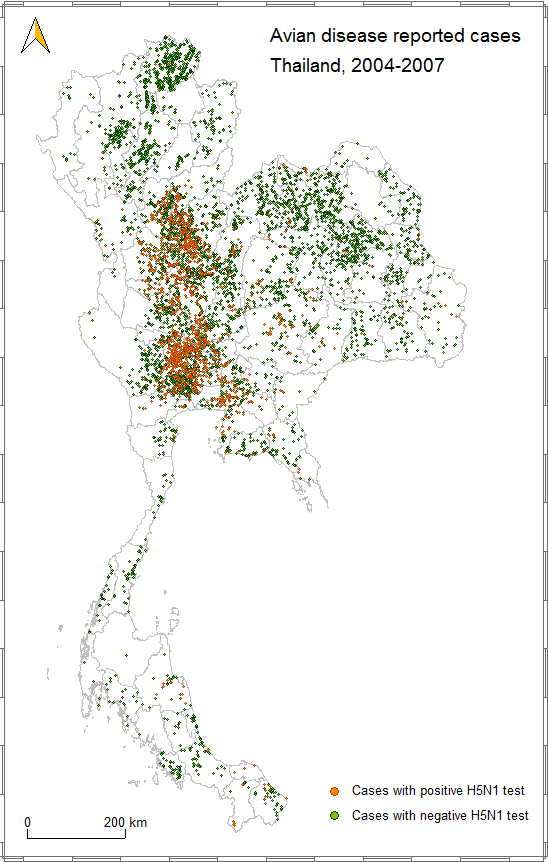 Avian disease reported cases
Thailand, 2004-2007
Cases with positive H5N1 test
Cases with negative H5N1 test
0 200 km